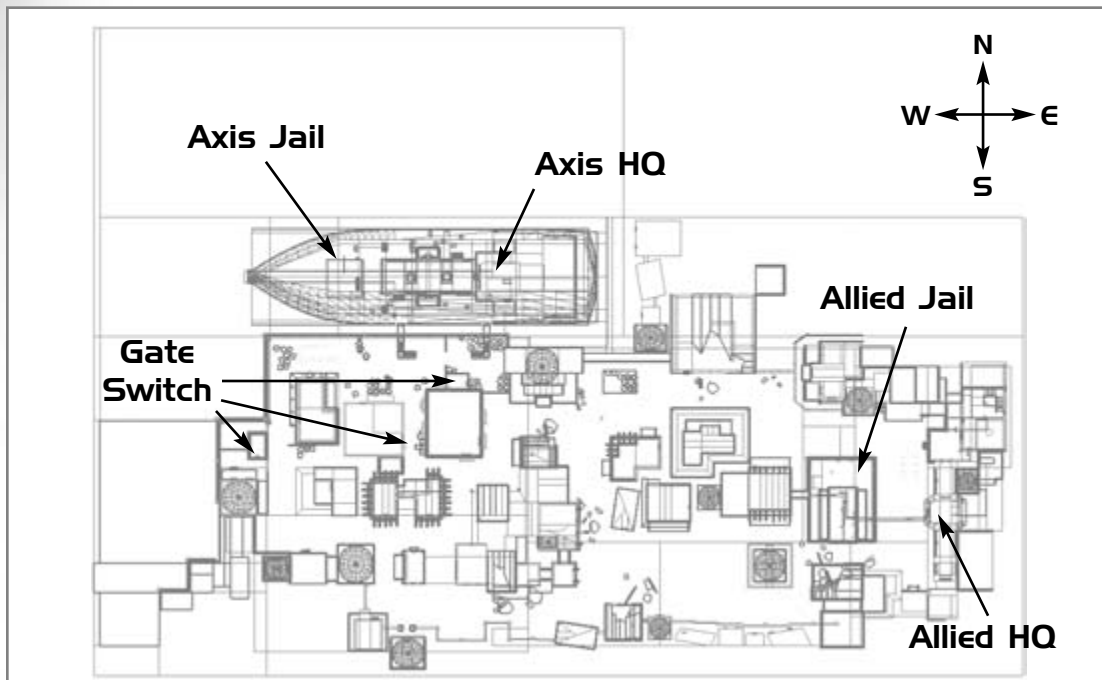 N
W E
S
Axis Jail
Axis HQ
Allied Jail
Gate
Switch
Allied HQ